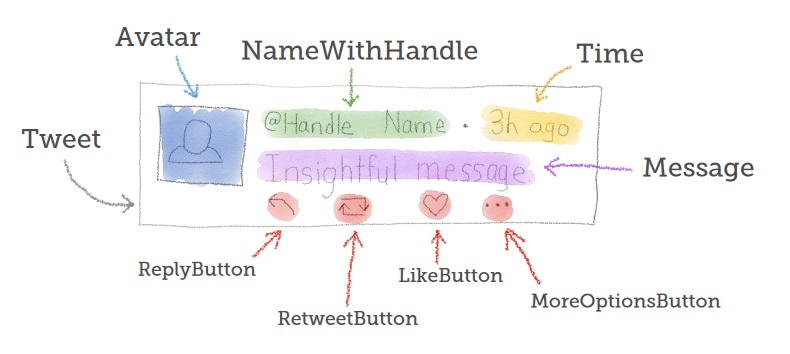 Avatar
NameWithHandle
Time
@Handle Name · 3h ago
Tweet
Insightful message.
Message
ReplyButton
LikeButton
MoreOptionsButton
RetweetButton